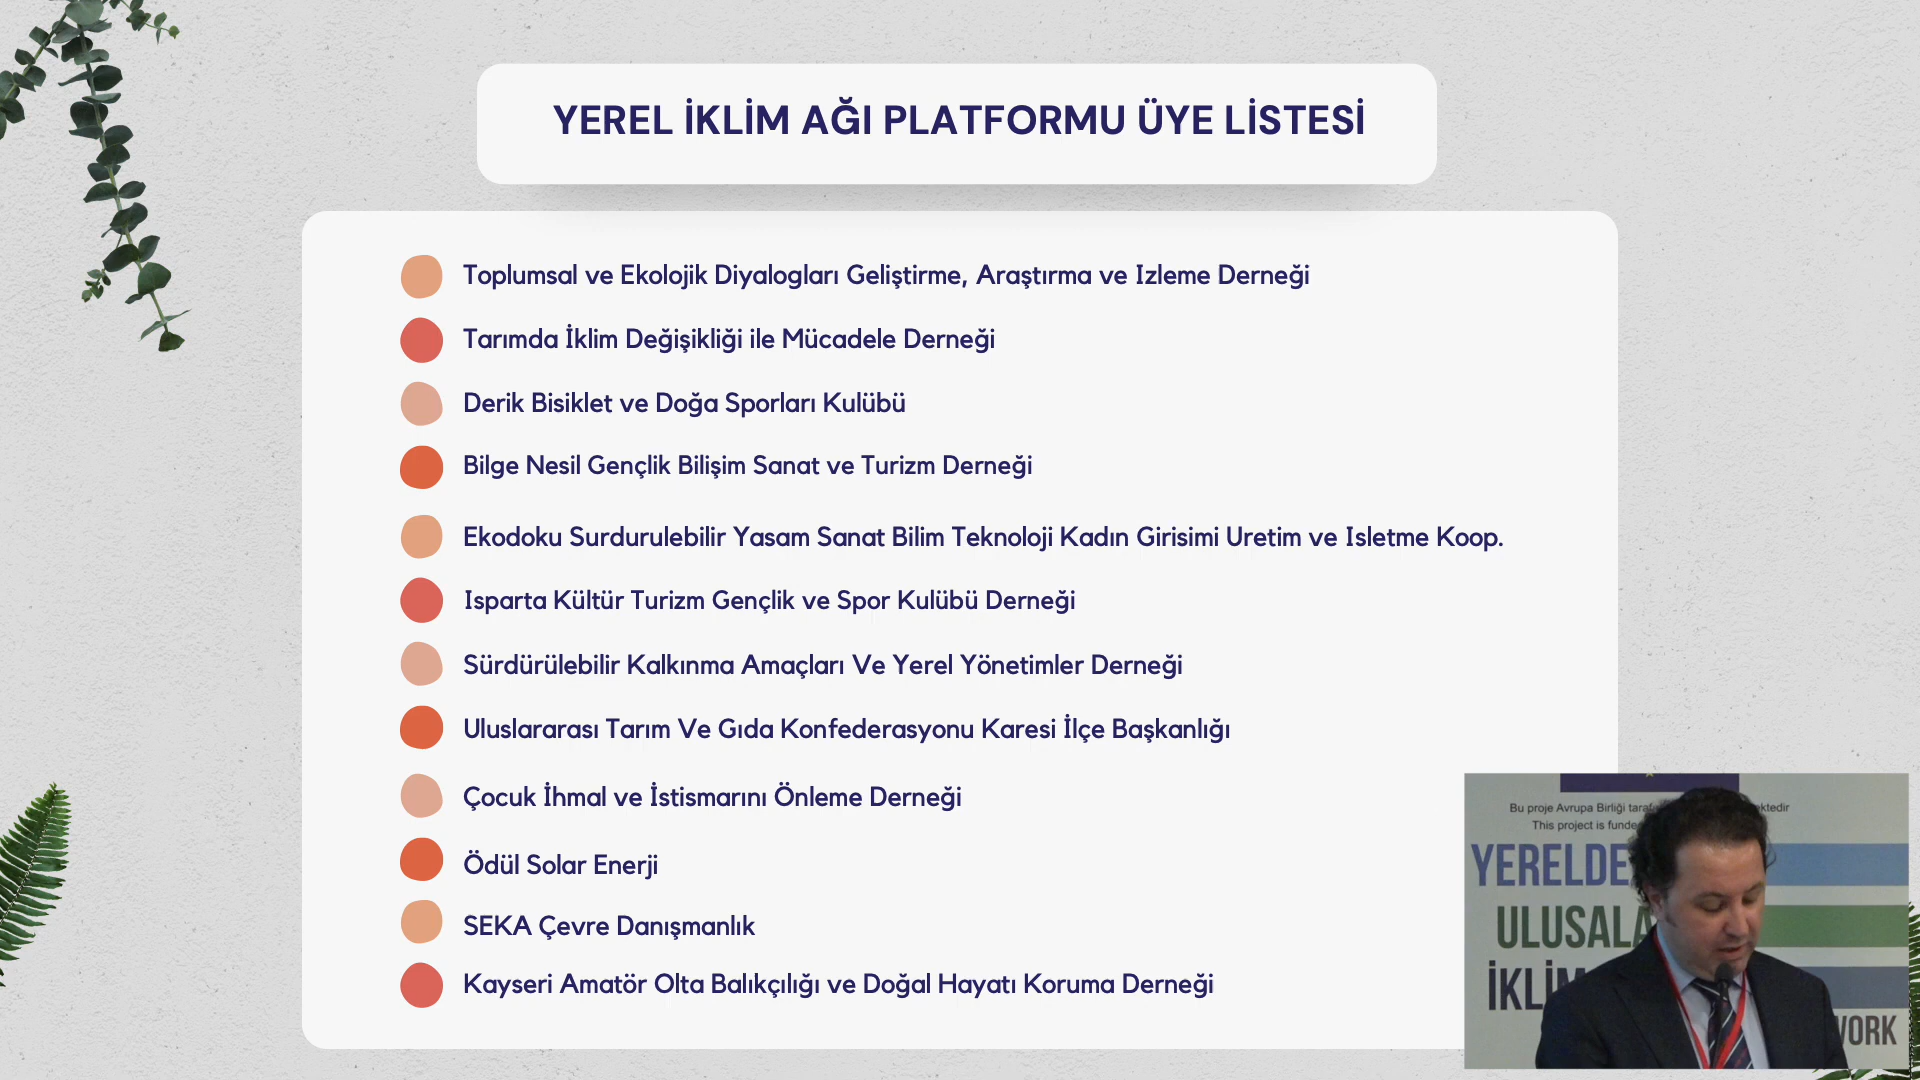 YEREL İKLİM AĞI PLATFORMU ÜYE LİSTESİ
Toplumsal ve Ekolojik Diyalogları Geliştirme, Araştırma ve Izleme Derneği
Tarımda İklim Değişikliği ile Mücadele Derneği
Derik Bisiklet ve Doğa Sporları Kulübü
Bilge Nesil Gençlik Bilişim Sanat ve Turizm Derneği
Ekodoku Surdurulebilir Yasam Sanat Bilim Teknoloji Kadın Girisimi Uretim ve Isletme Koop.
Isparta Kültür Turizm Gençlik ve Spor Kulübü Derneği
Sürdürülebilir Kalkınma Amaçları Ve Yerel Yönetimler Derneği
Uluslararası Tarım Ve Gıda Konfederasyonu Karesi İlçe Başkanlığı
Çocuk İhmal ve İstismarını Önleme Derneği
Ödül Solar Enerji
SEKA Çevre Danışmanlık
Kayseri Amatör Olta Balıkçılığı ve Doğal Hayatı Koruma Derneği
Bu proje Avrupa Birliği
This project is